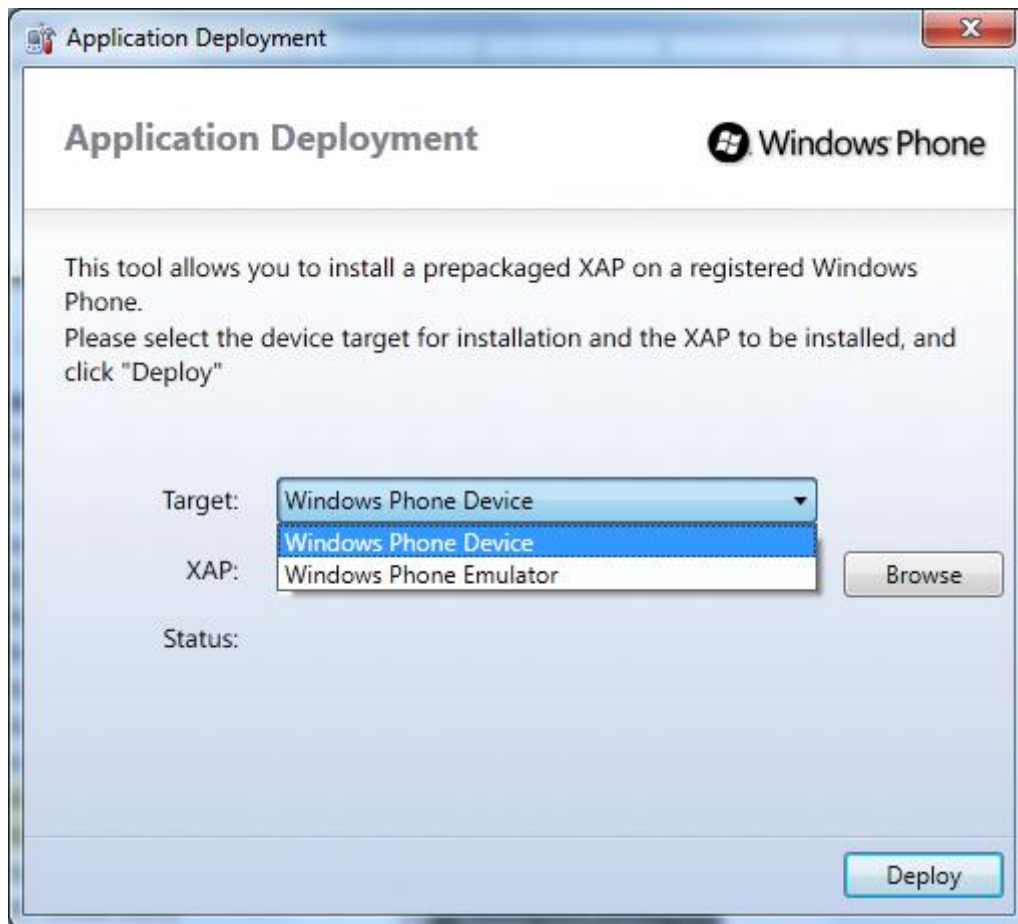 Application Deployment
Application Deployment
Windows Phone
This tool allows you to install a prepackaged XAP on a registered Windows
Phone.
Please select the device target for installation and the XAP to be installed, and
click "Deploy"
Target:
Windows Phone Device
Windows Phone Device
XAP:
Windows Phone Emulator
Browse
Status:
Deploy